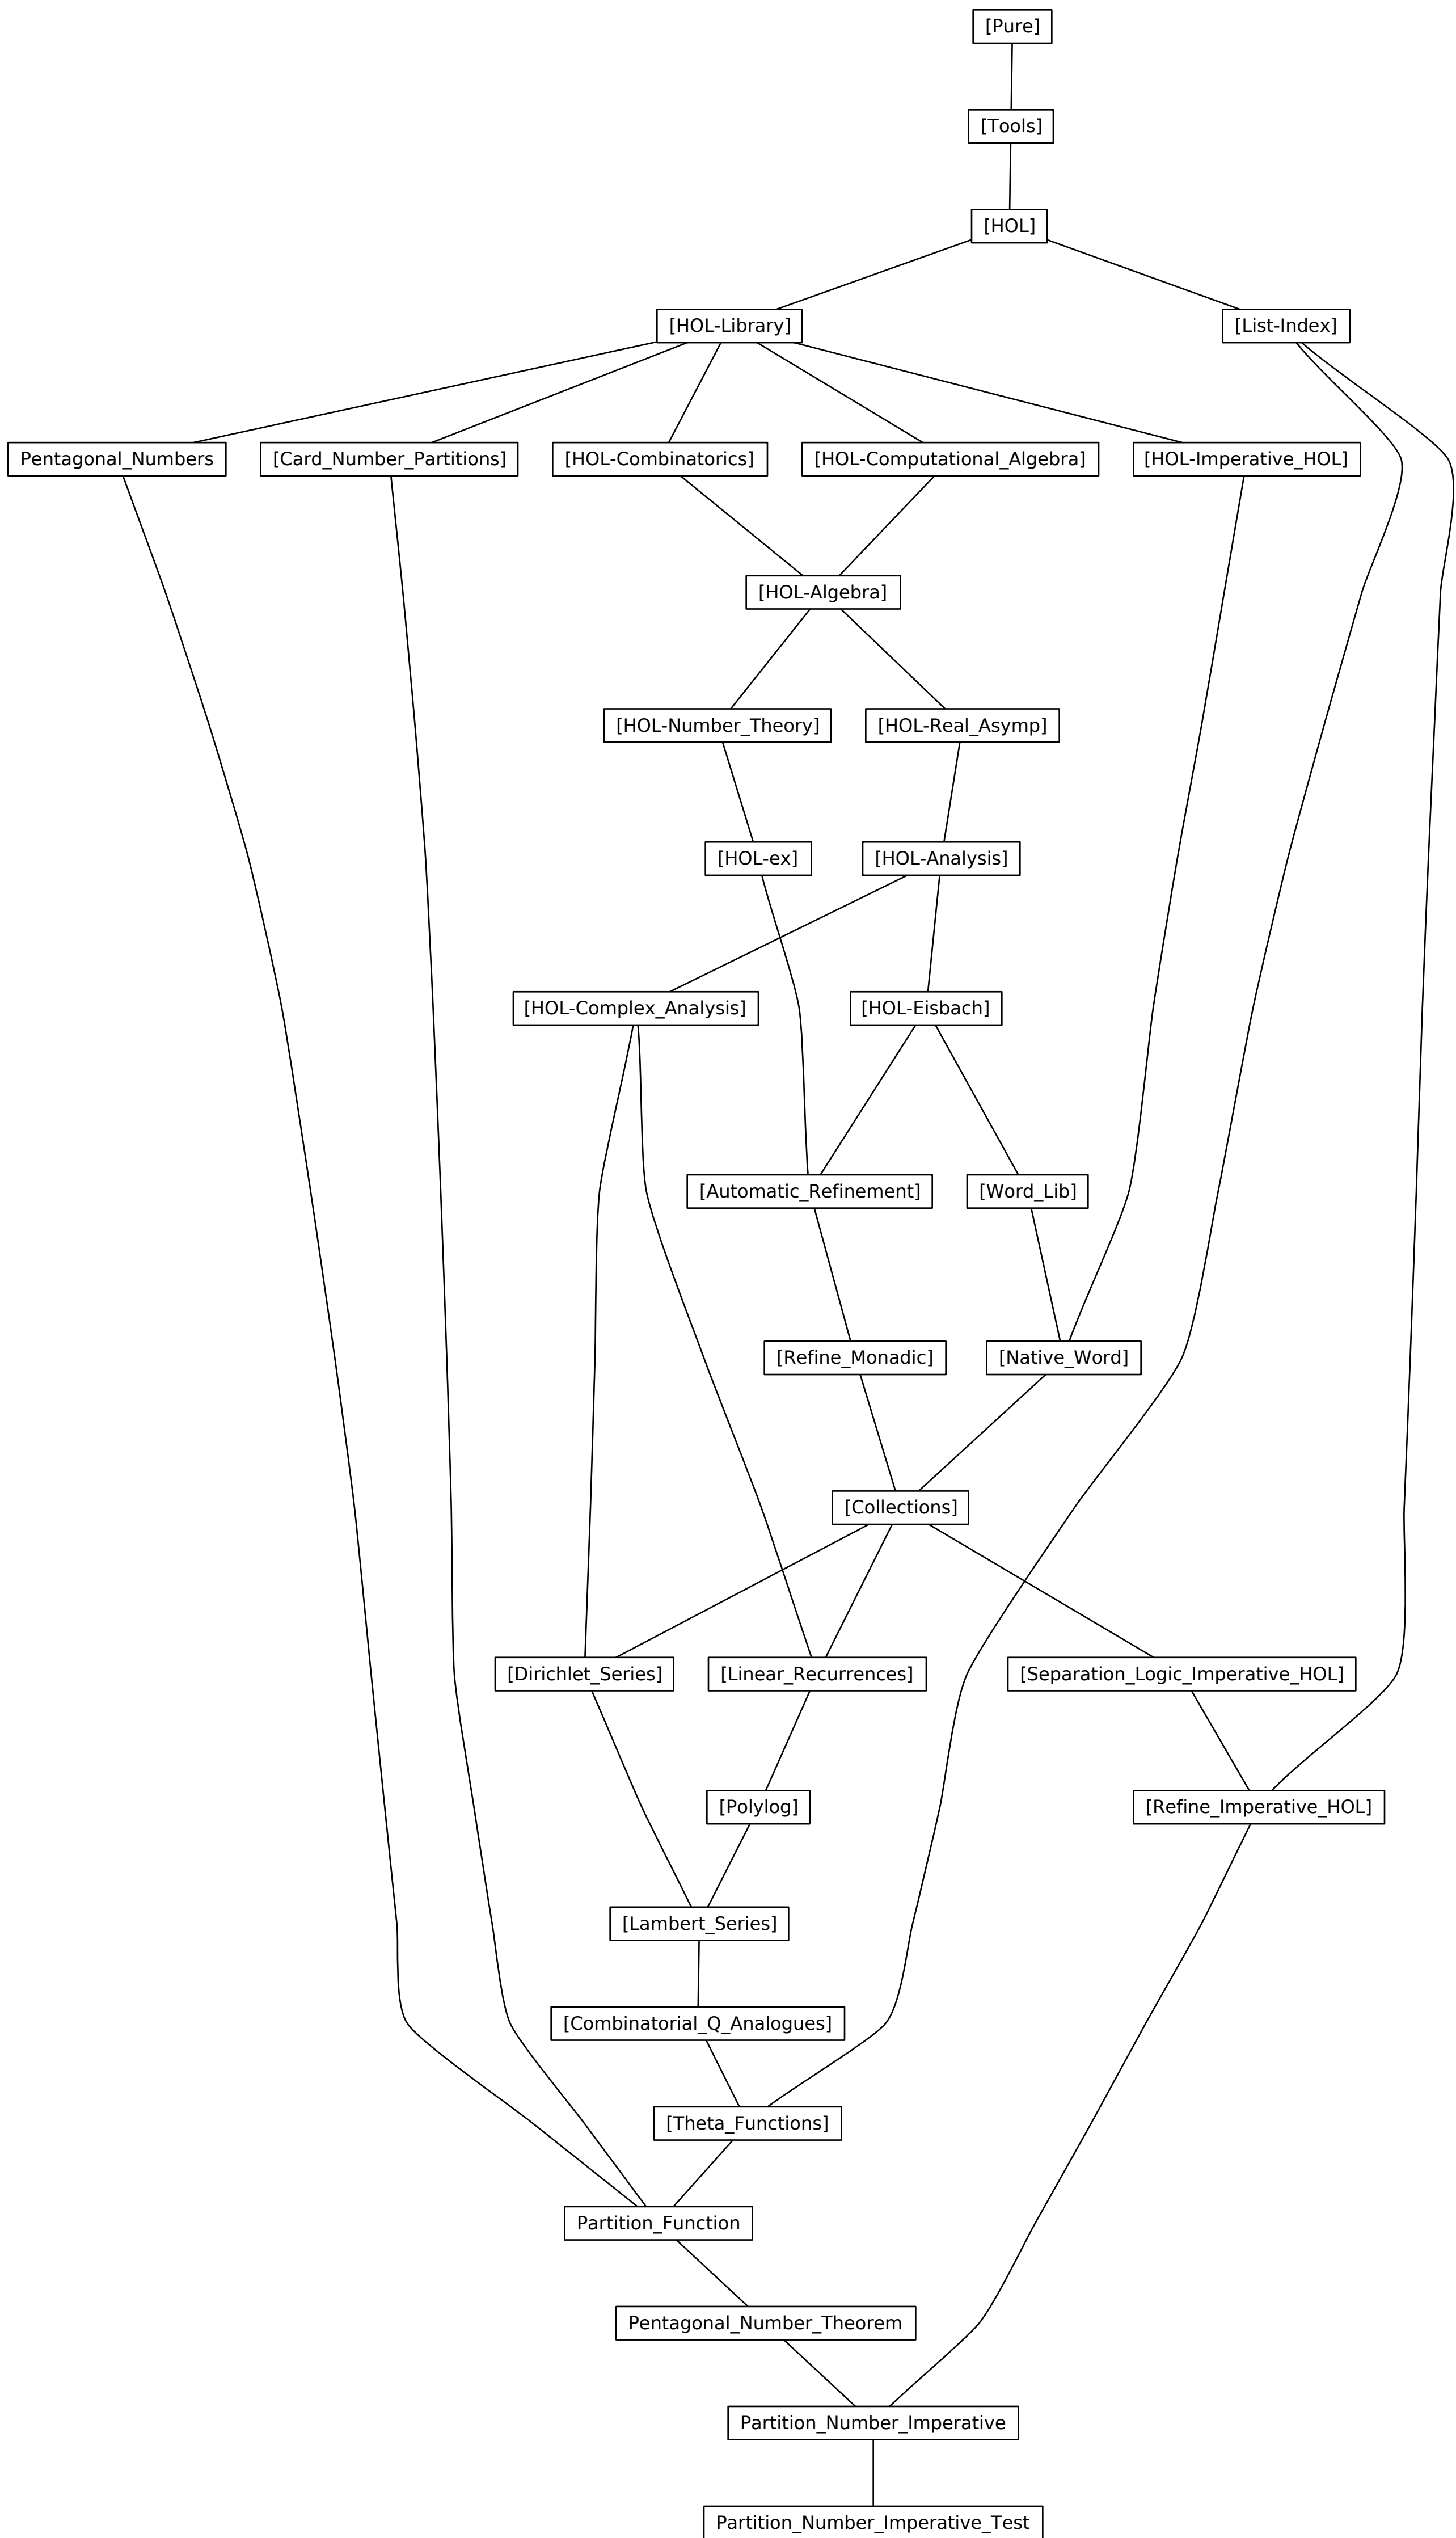 [Pure]
[Tools]
[HOL]
[HOL-Library]
[List-Index]
Pentagonal_Numbers
[Card_Number_Partitions]
[HOL-Combinatorics]
[HOL-Computational_Algebra]
[HOL-Imperative_HOL]
[HOL-Algebra]
[HOL-Number_Theory]
[HOL-Real_Asymp]
[HOL-ex]
[HOL-Analysis]
[HOL-Complex_Analysis]
[HOL-Eisbach]
[Automatic_Refinement]
[Word_Lib]
[Refine_Monadic]
[Native_Word]
[Collections]
[Dirichlet_Series]
[Linear_Recurrences]
[Separation_Logic_Imperative_HOL]
[Polylog]
[Refine_Imperative_HOL]
[Lambert_Series]
[Combinatorial_Q_Analogues]
[Theta_Functions]
Partition_Function
Pentagonal_Number_Theorem
Partition_Number_Imperative
Partition_Number_Imperative_Test